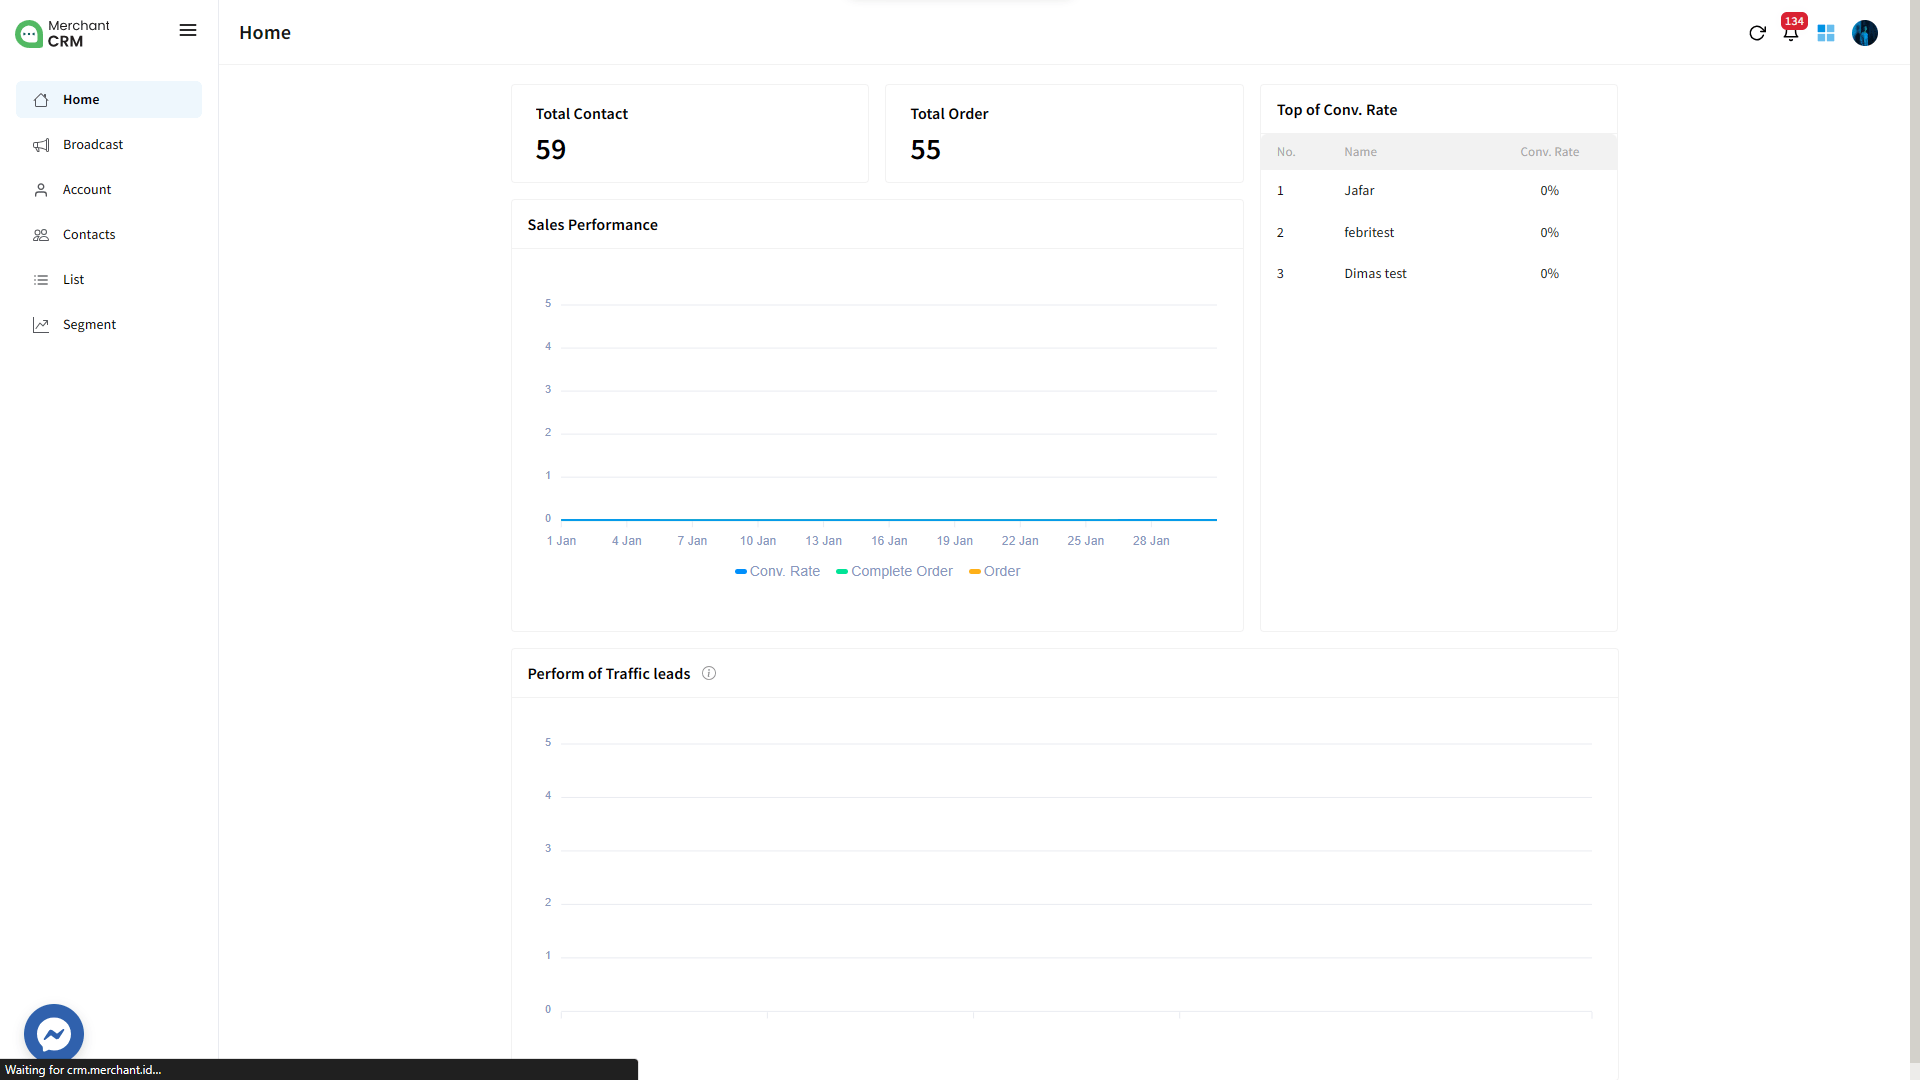 Merchant
CRM
Home
134
Home
Broadcast
Account
Contacts
List
Segment
Total Contact
59
Total Order
55
Top of Conv. Rate
No. Name Conv. Rate
1 Jafar 0%
2 febritest 0%
3 Dimas test 0%
Sales Performance
5
4
3
2
1
0
1 Jan 4 Jan 7 Jan 10 Jan 13 Jan 16 Jan 19 Jan 22 Jan 25 Jan 28 Jan
Conv. Rate Complete Order Order
Perform of Traffic leads
5
4
3
2
1
0
Waiting for crm.merchant.id...